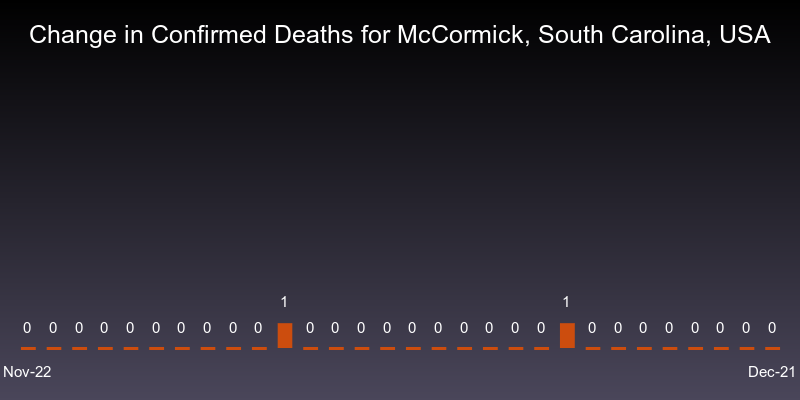 Change in Confirmed Deaths for McCormick, South Carolina, USA
1 1
0 0 0 0 0 0 0 0 0 0 0 0 0 0 0 0 0 0 0 0 0 0 0 0 0 0 0 0
Nov-22 Dec-21